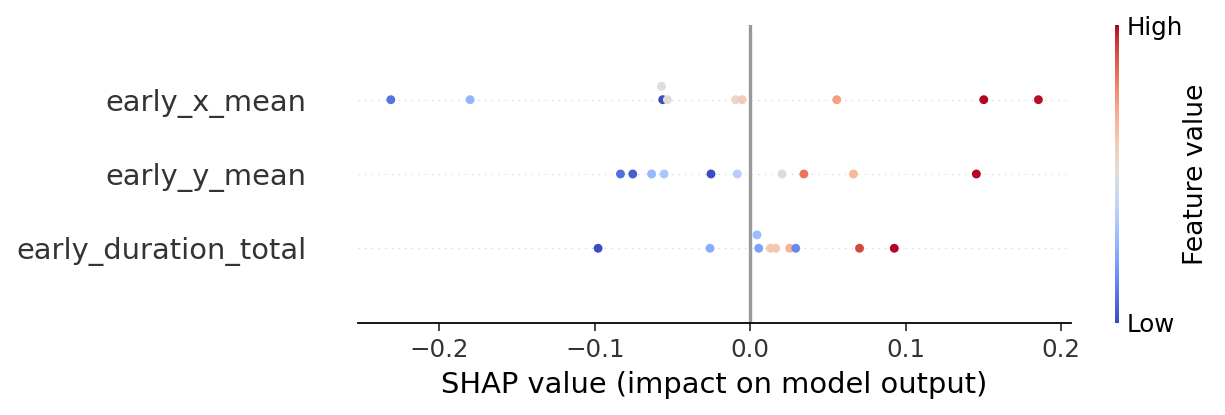 High
early_x_mean
early_y_mean
early_duration_total
Feature value
Low
−0.2 −0.1 0.0 0.1 0.2
SHAP value (impact on model output)